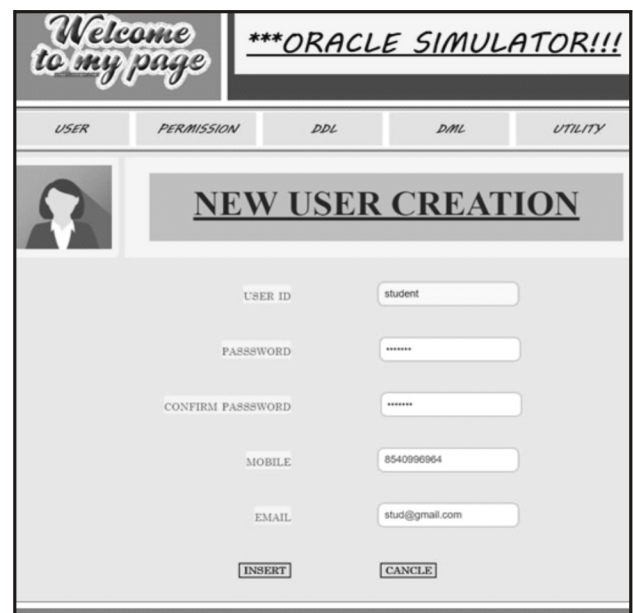 Welcome
to my page
***ORACLE SIMULATOR!!!
USER PERMISSION DDL DML UTILITY
NEW USER CREATION
USER ID student
PASSSWORD •••••••
CONFIRM PASSSWORD •••••••
MOBILE 8540996964
EMAIL stud@gmail.com
INSERT CANCLE